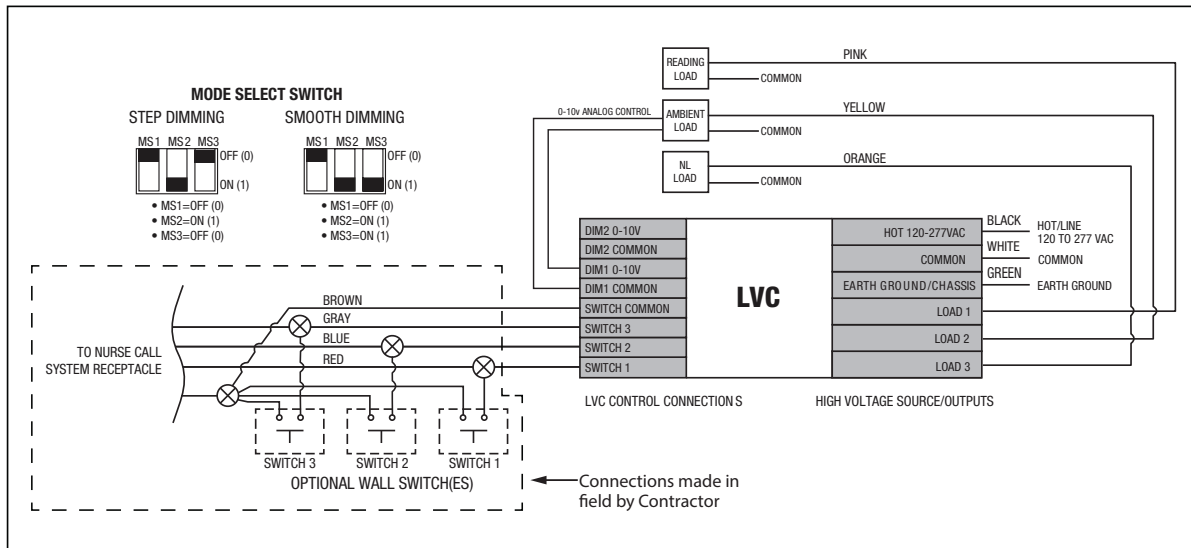 MODE SELECT SWITCH
STEP DIMMING
MS1 MS2 MS3
OFF (0)
ON (1)
• MS1=OFF (0)
• MS2=ON (1)
• MS3=OFF (0)
SMOOTH DIMMING
MS1 MS2 MS3
OFF (0)
ON (1)
• MS1=OFF (0)
• MS2=ON (1)
• MS3=ON (1)
READING
LOAD
PINK
COMMON
0-10v ANALOG CONTROL
AMBIENT
LOAD
YELLOW
COMMON
NL
LOAD
ORANGE
COMMON
DIM2 0-10V
DIM2 COMMON
DIM1 0-10V
DIM1 COMMON
SWITCH COMMON
SWITCH 3
SWITCH 2
SWITCH 1
LVC
HOT 120-277VAC
COMMON
EARTH GROUND/CHASSIS
LOAD 1
LOAD 2
LOAD 3
BLACK
HOT/LINE
120 TO 277 VAC
WHITE
COMMON
GREEN
EARTH GROUND
LVC CONTROL CONNECTIONS
HIGH VOLTAGE SOURCE/OUTPUTS
BROWN
GRAY
BLUE
RED
TO NURSE CALL
SYSTEM RECEPTACLE
SWITCH 3
SWITCH 2
SWITCH 1
OPTIONAL WALL SWITCH(ES)
Connections made in
field by Contractor